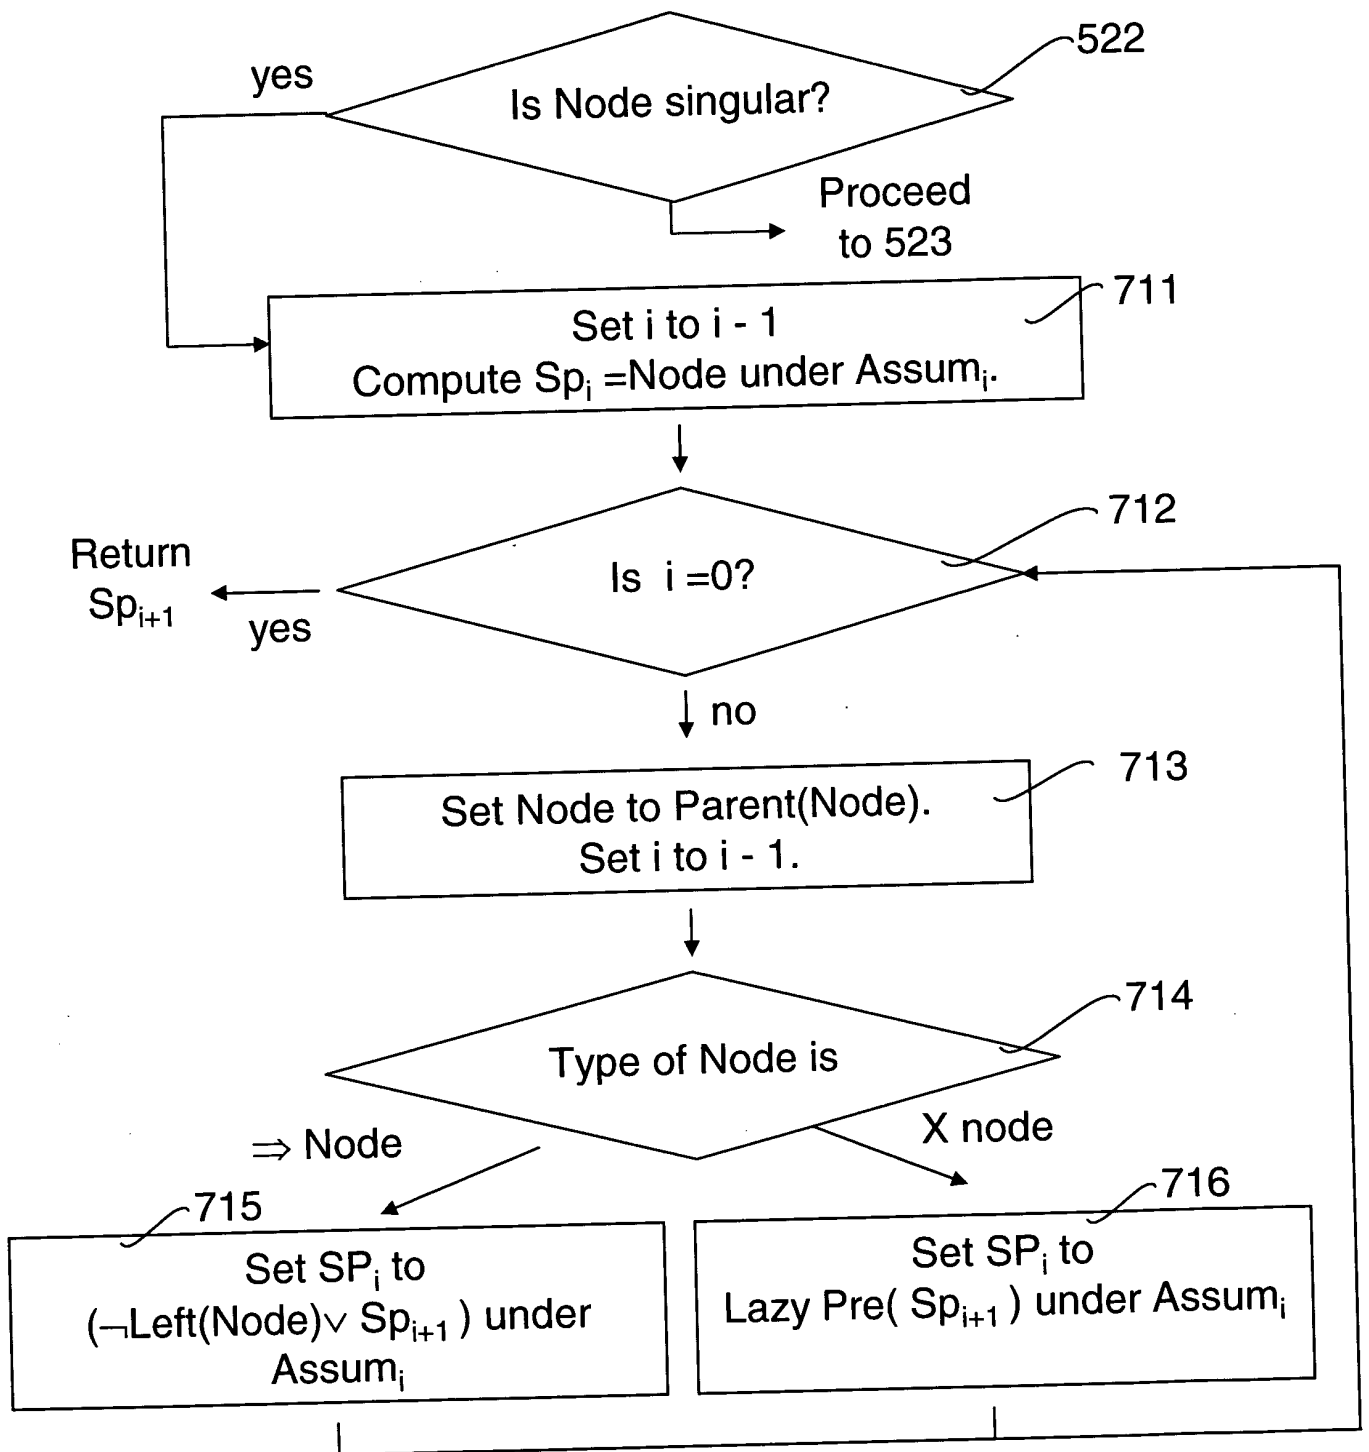 522
yes
Is Node singular?
Proceed
to 523
711
Set i to i - 1
Compute Spᵢ =Node under Assumᵢ.
712
Return
Spᵢ₊₁
Is i =0?
yes
no
713
Set Node to Parent(Node).
Set i to i - 1.
714
Type of Node is
⇒ Node
X node
715
716
Set SPᵢ to
(¬Left(Node)∨ Spᵢ₊₁ ) under
Assumᵢ
Set SPᵢ to
Lazy Pre( Spᵢ₊₁ ) under Assumᵢ